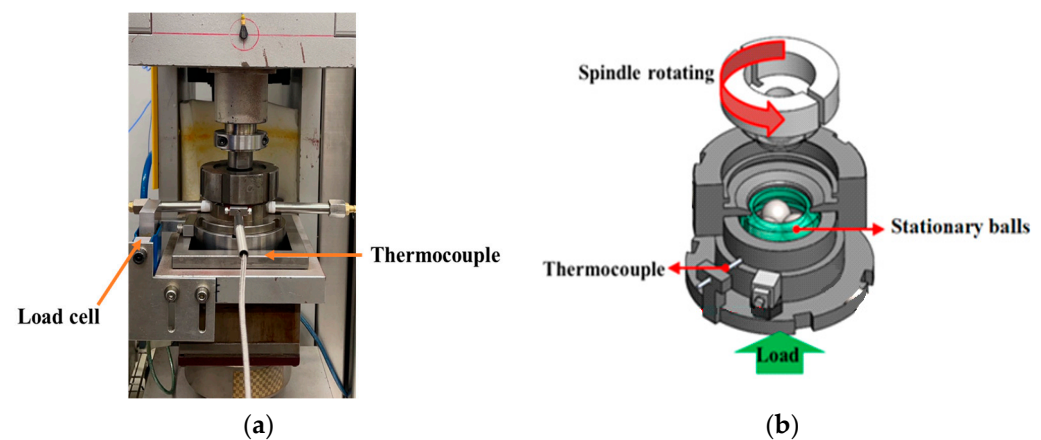 Spindle rotating
Stationary balls
Thermocouple
Thermocouple
Load cell
Load
(a)
(b)